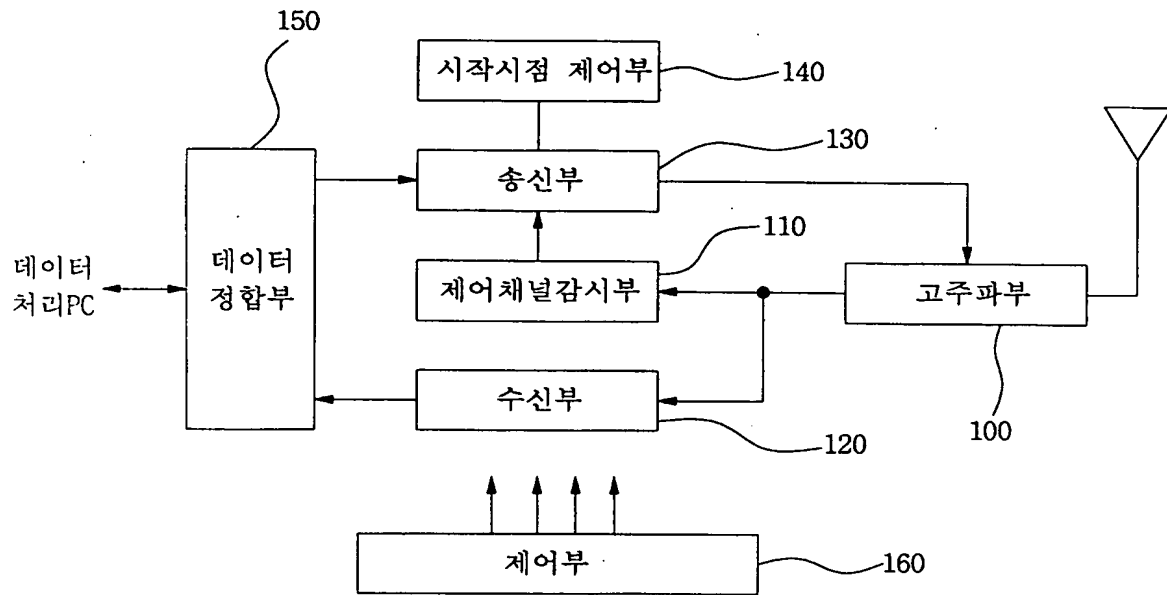 150
시작시점 제어부
140
130
송신부
110
데이터
처리PC
데이터
정합부
제어채널감시부
고주파부
수신부
100
120
제어부
160